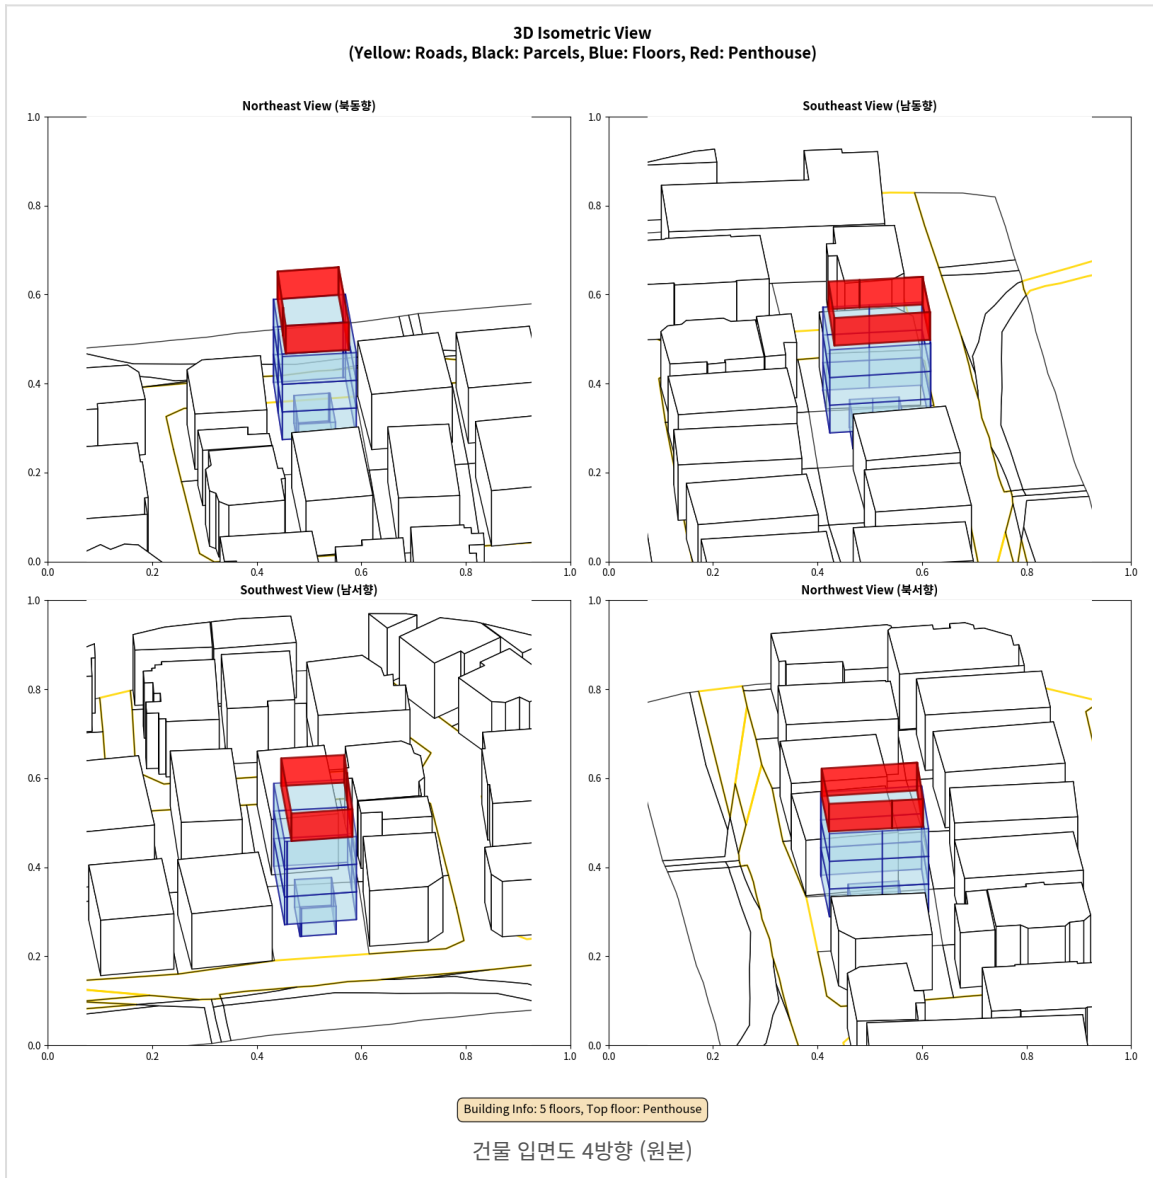 3D Isometric View
(Yellow: Roads, Black: Parcels, Blue: Floors, Red: Penthouse)
Northeast View (북동향)
1.0
0.8
0.6
0.4
0.2
0.0
0.0 0.2 0.4 0.6 0.8 1.0
Southeast View (남동향)
1.0
0.8
0.6
0.4
0.2
0.0
0.0 0.2 0.4 0.6 0.8 1.0
Southwest View (남서향)
1.0
0.8
0.6
0.4
0.2
0.0
0.0 0.2 0.4 0.6 0.8 1.0
Northwest View (북서향)
1.0
0.8
0.6
0.4
0.2
0.0
0.0 0.2 0.4 0.6 0.8 1.0
Building Info: 5 floors, Top floor: Penthouse
건물 입면도 4방향 (원본)